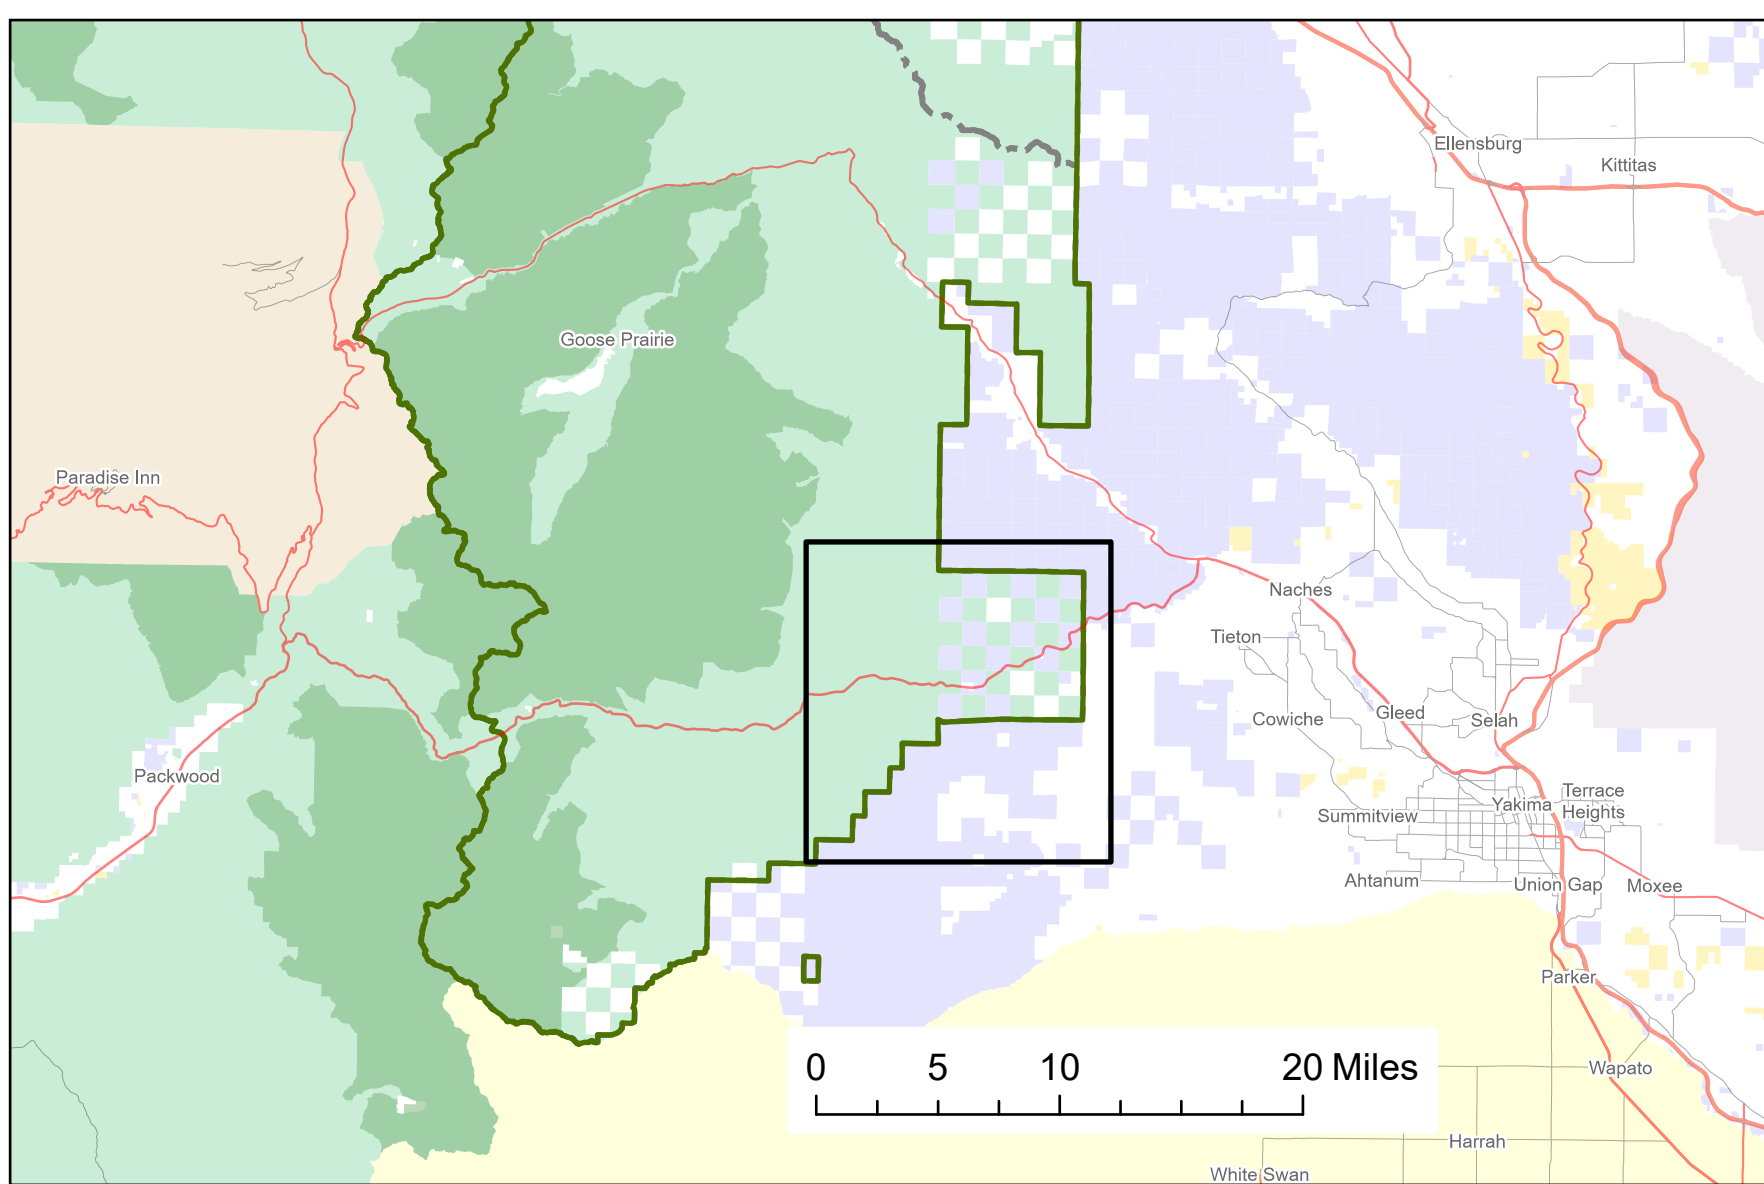 Ellensburg
Kittitas
Goose Prairie
Paradise Inn
Naches
Tieton
Cowiche
Gleed
Selah
Packwood
Yakima
Terrace
Heights
Summitview
Ahtanum
Union Gap
Moxee
Parker
0 5 10 20 Miles
Wapato
Harrah
White Swan